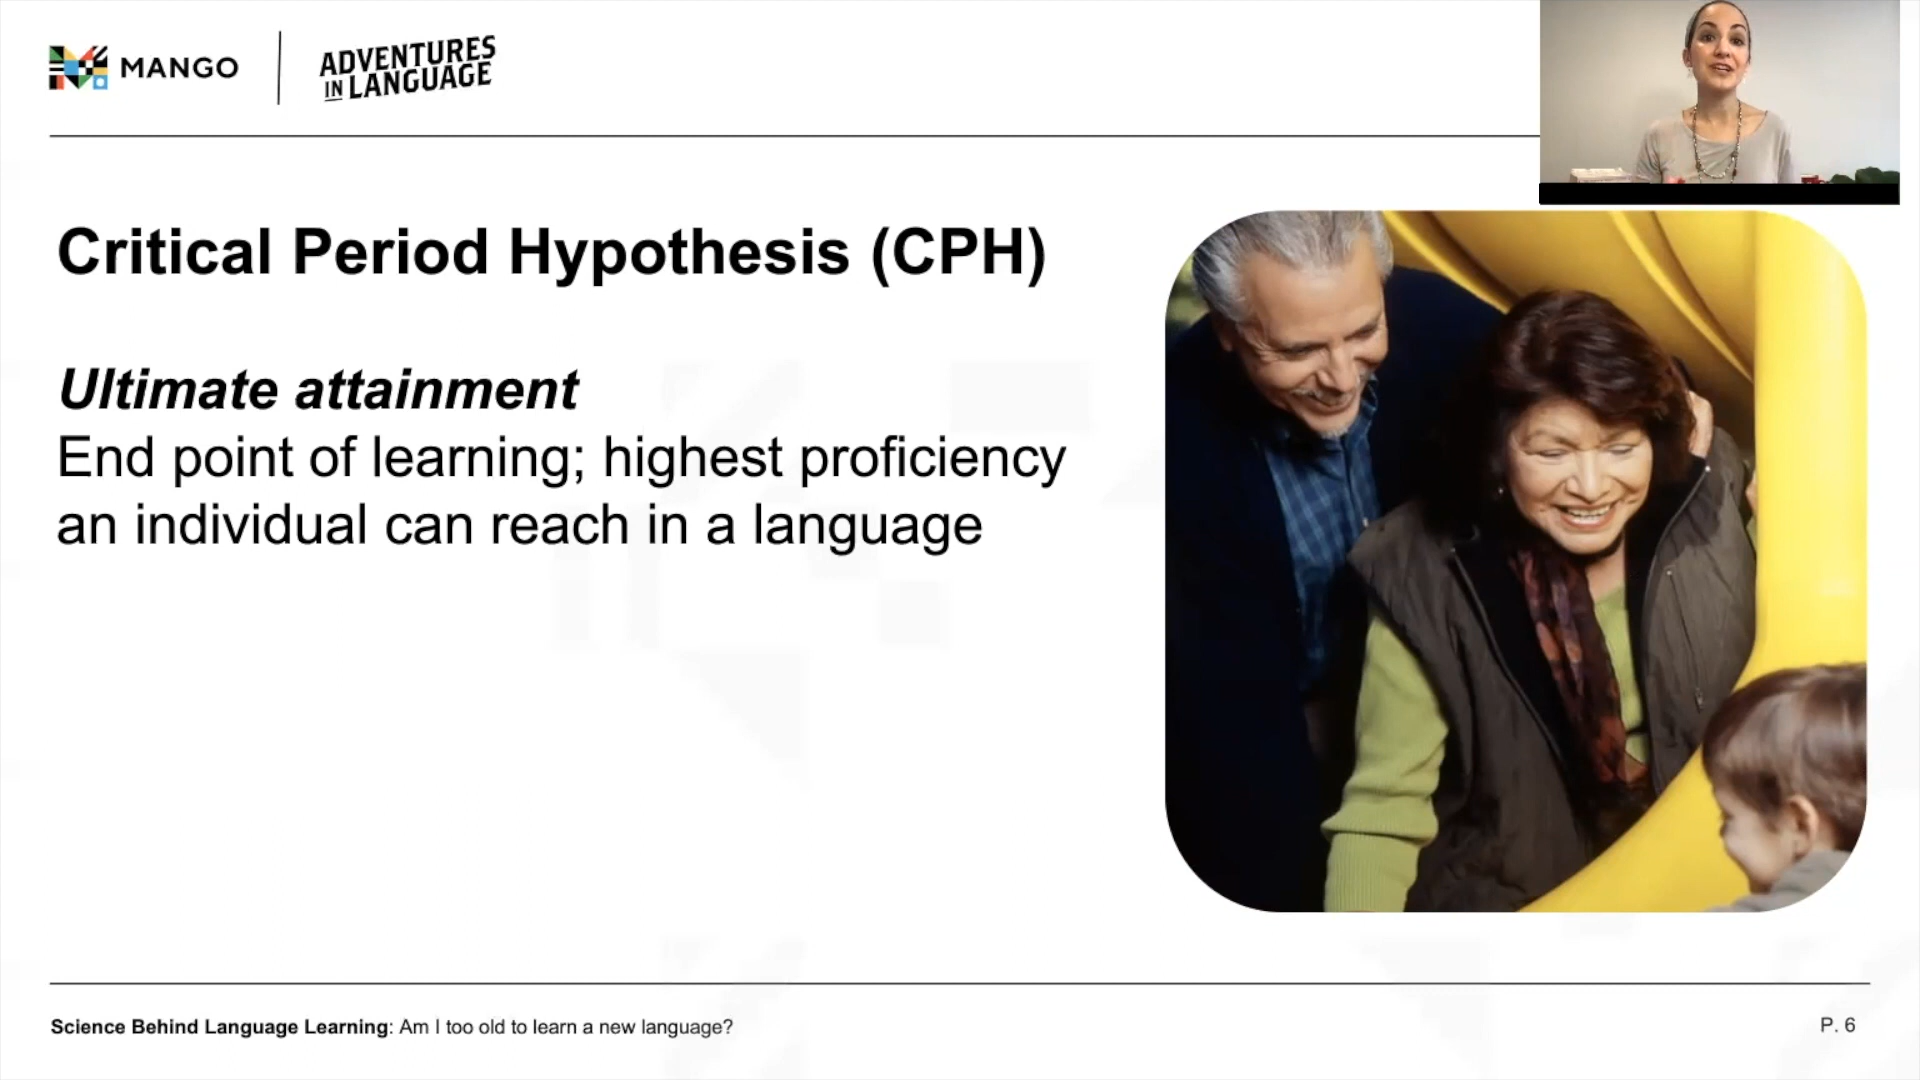 MANGO
ADVENTURES
IN LANGUAGE
Critical Period Hypothesis (CPH)
Ultimate attainment
End point of learning; highest proficiency
an individual can reach in a language
Science Behind Language Learning: Am I too old to learn a new language?
P. 6